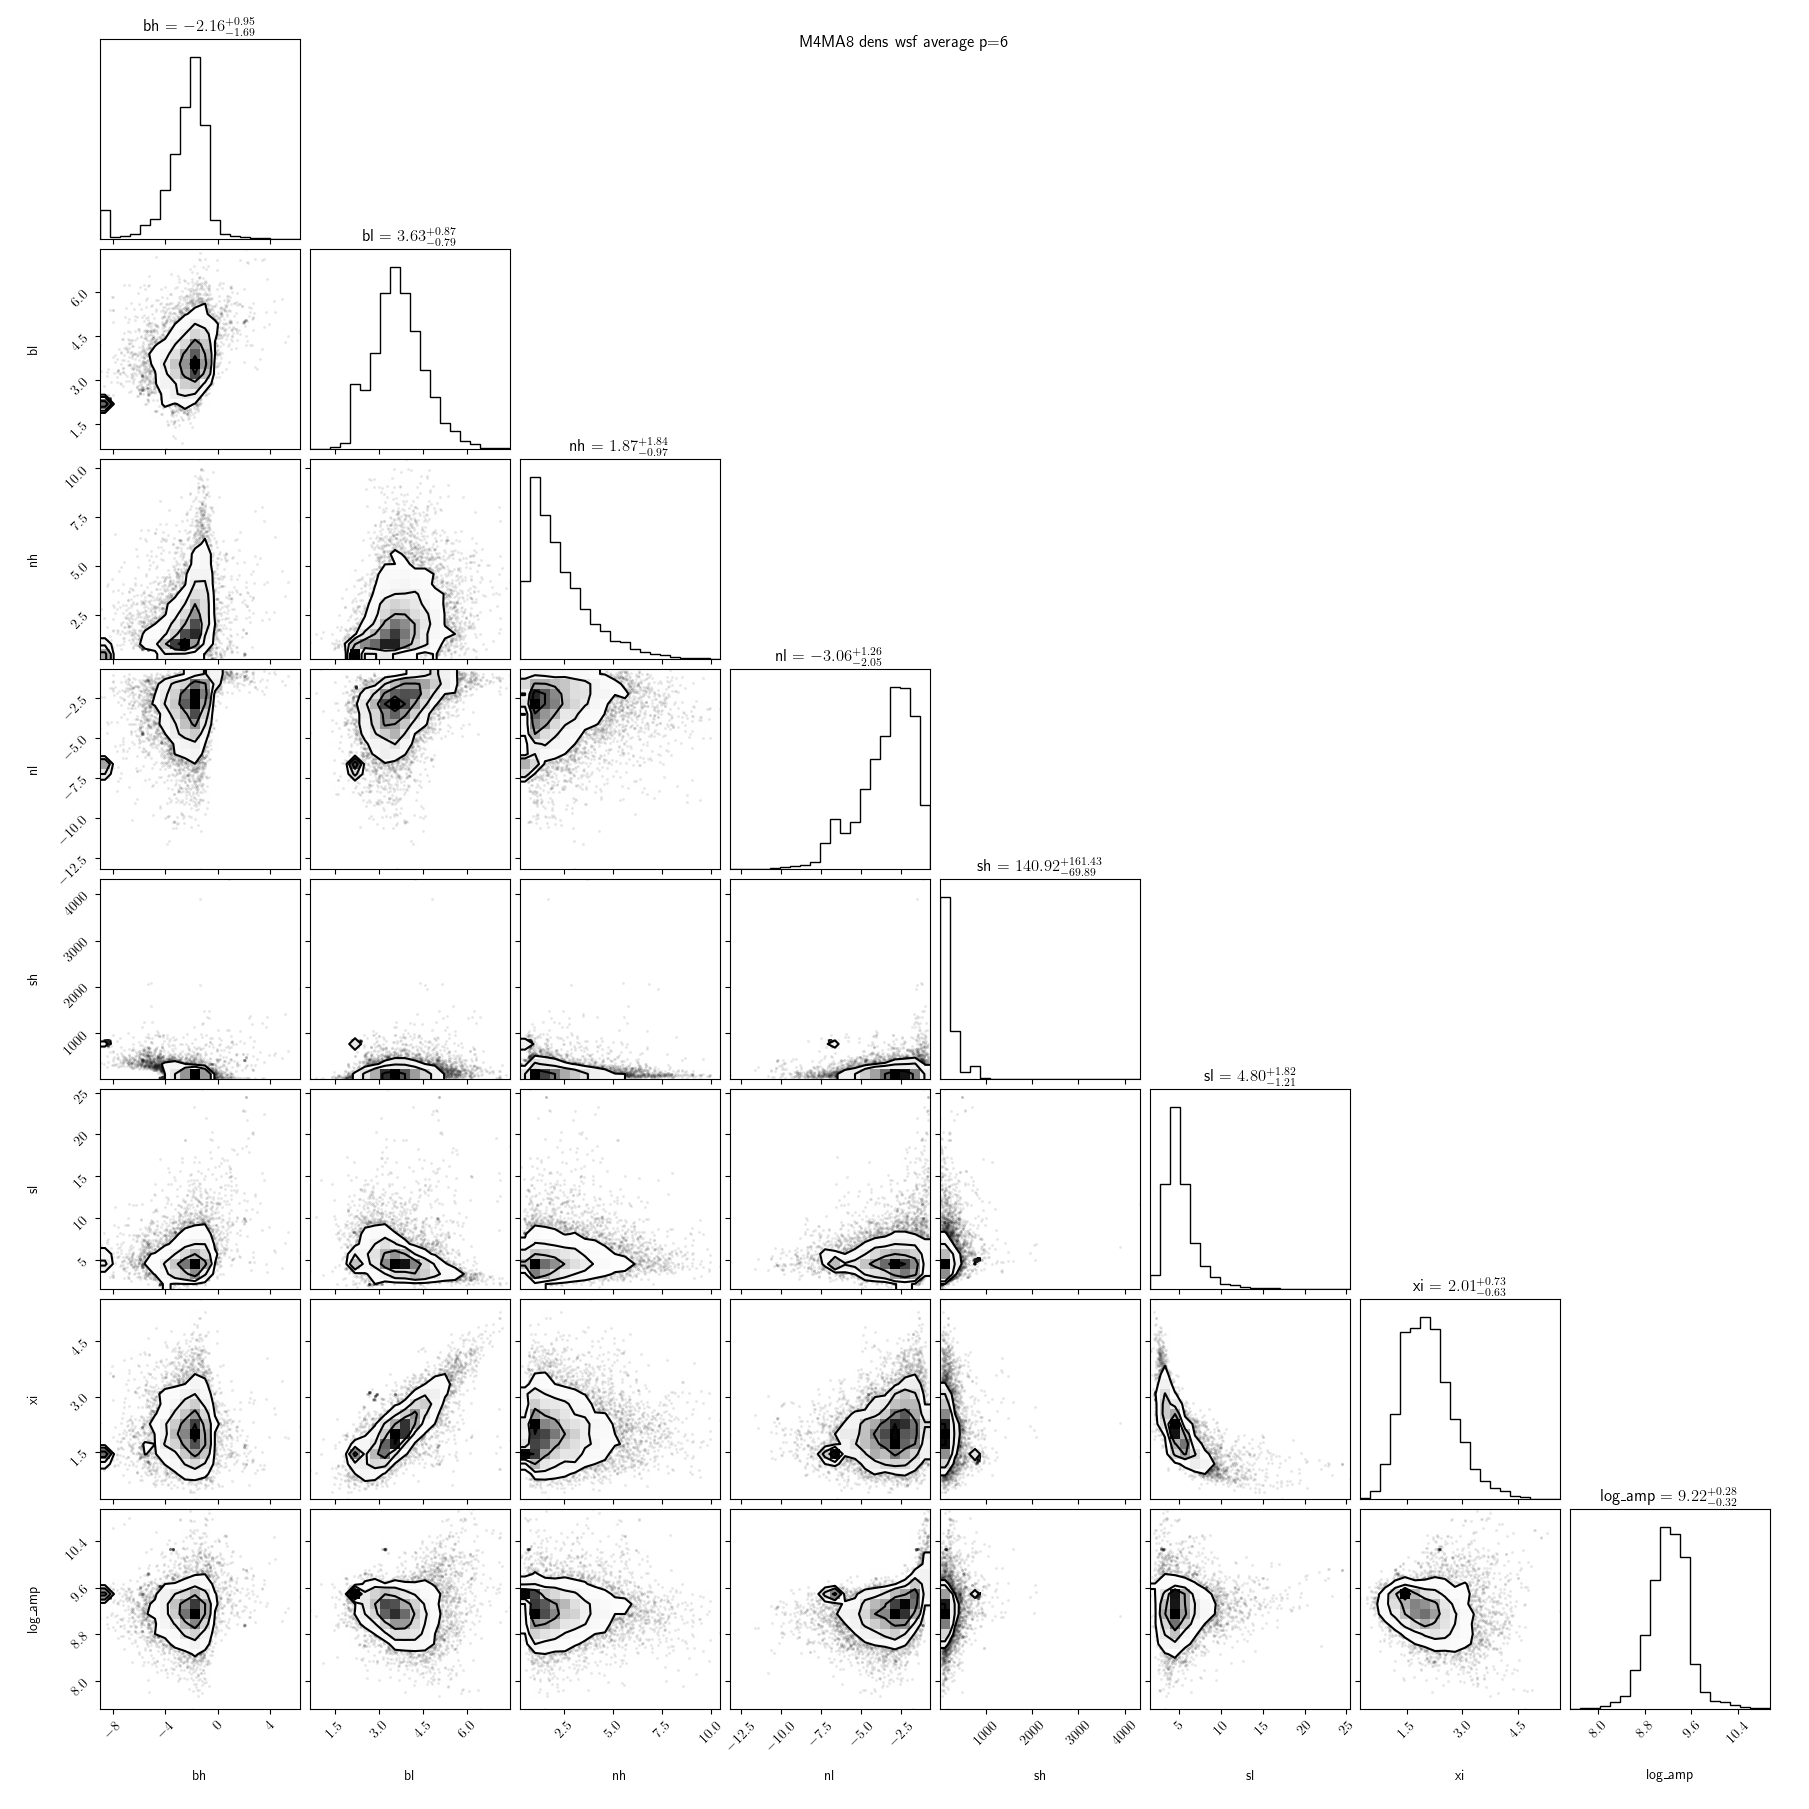 M4MA8 dens wsf average p=6
bh = −2.16 +0.95 −1.69
bl = 3.63 +0.87 −0.79
bl
6.0
4.5
3.0
1.5
nh = 1.87 +1.84 −0.97
nh
10.0
7.5
5.0
2.5
nl = −3.06 +1.26 −2.05
nl
−2.5
−5.0
−7.5
−10.0
−12.5
sh = 140.92 +161.43 −69.89
sh
4000
3000
2000
1000
sl = 4.80 +1.82 −1.21
sl
25
20
15
10
5
xi = 2.01 +0.73 −0.63
xi
4.5
3.0
1.5
log_amp = 9.22 +0.28 −0.32
log_amp
10.4
9.6
8.8
8.0
−8 −4 0 4 1.5 3.0 4.5 6.0 2.5 5.0 7.5 10.0 −12.5 −10.0 −7.5 −5.0 −2.5 1000 2000 3000 4000 5 10 15 20 25 1.5 3.0 4.5 8.0 8.8 9.6 10.4
bh bl nh nl sh sl xi log_amp